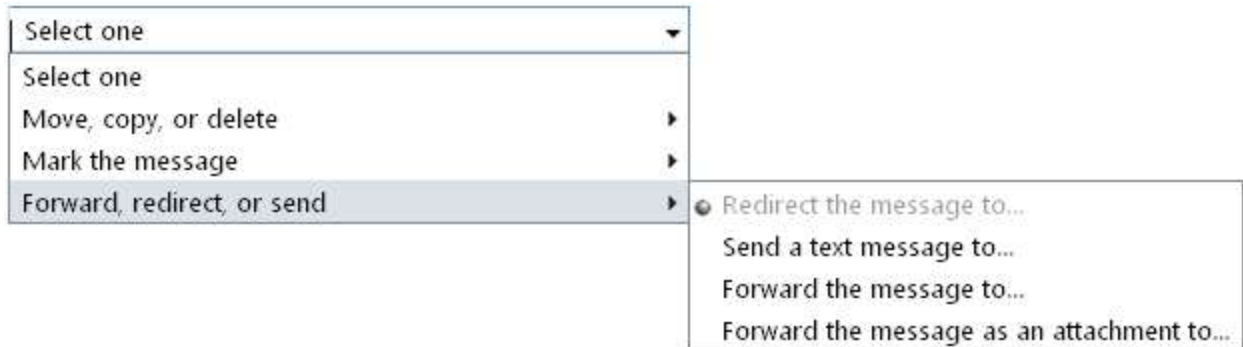 Select one
Select one
Move, copy, or delete
Mark the message
Forward, redirect, or send
Redirect the message to...
Send a text message to...
Forward the message to...
Forward the message as an attachment to...